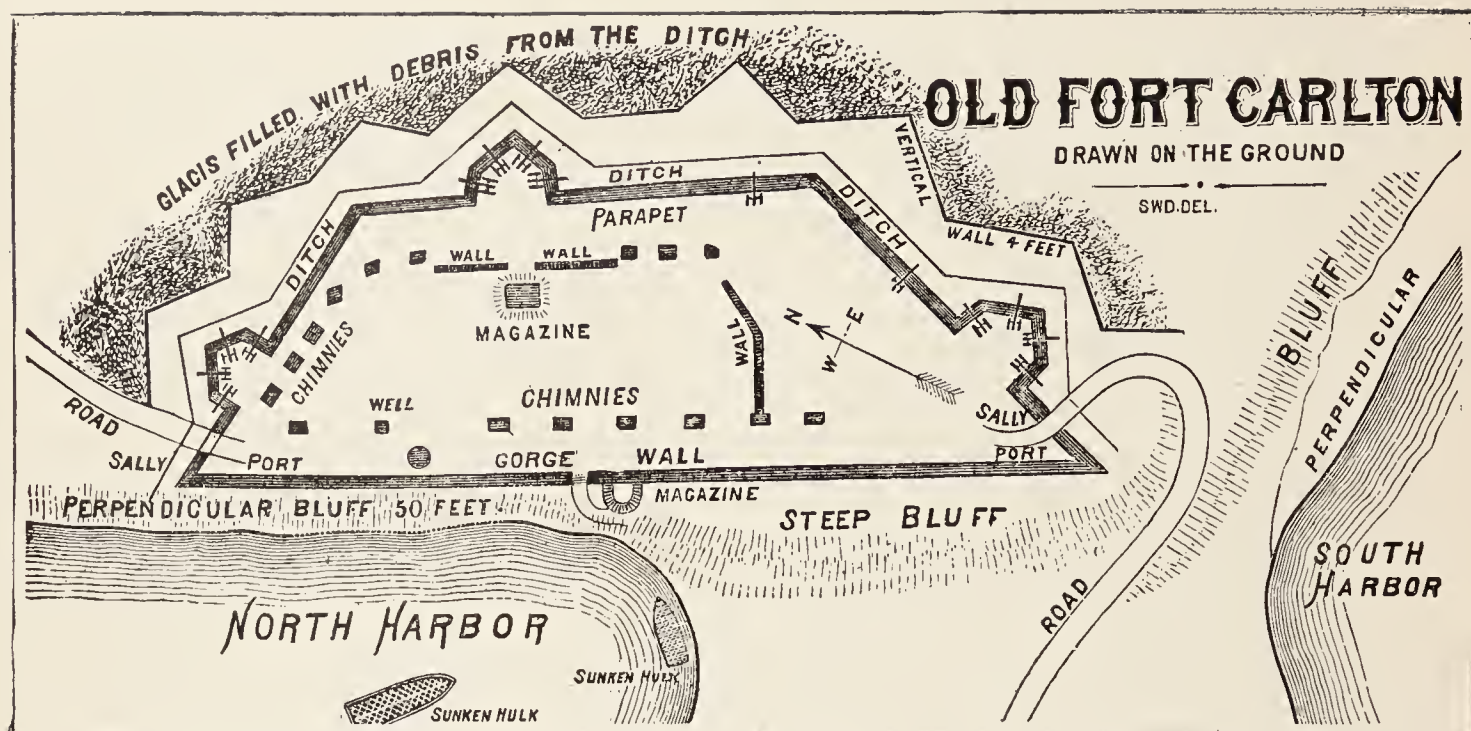 OLD FORT CARLTON
DRAWN ON THE GROUND
SWD.DEL.
GLACIS FILLED WITH DEBRIS FROM THE DITCH
DITCH
DITCH
DITCH
VERTICAL
WALL 4 FEET
PARAPET
WALL
WALL
MAGAZINE
WALL
N
E
W
CHIMNIES
WELL
CHIMNIES
ROAD
SALLY
PORT
GORGE WALL
SALLY
PORT
MAGAZINE
PERPENDICULAR BLUFF 50 FEET.
STEEP BLUFF
BLUFF
PERPENDICULAR
NORTH HARBOR
SUNKEN HULK
SUNKEN HULK
ROAD
SOUTH
HARBOR